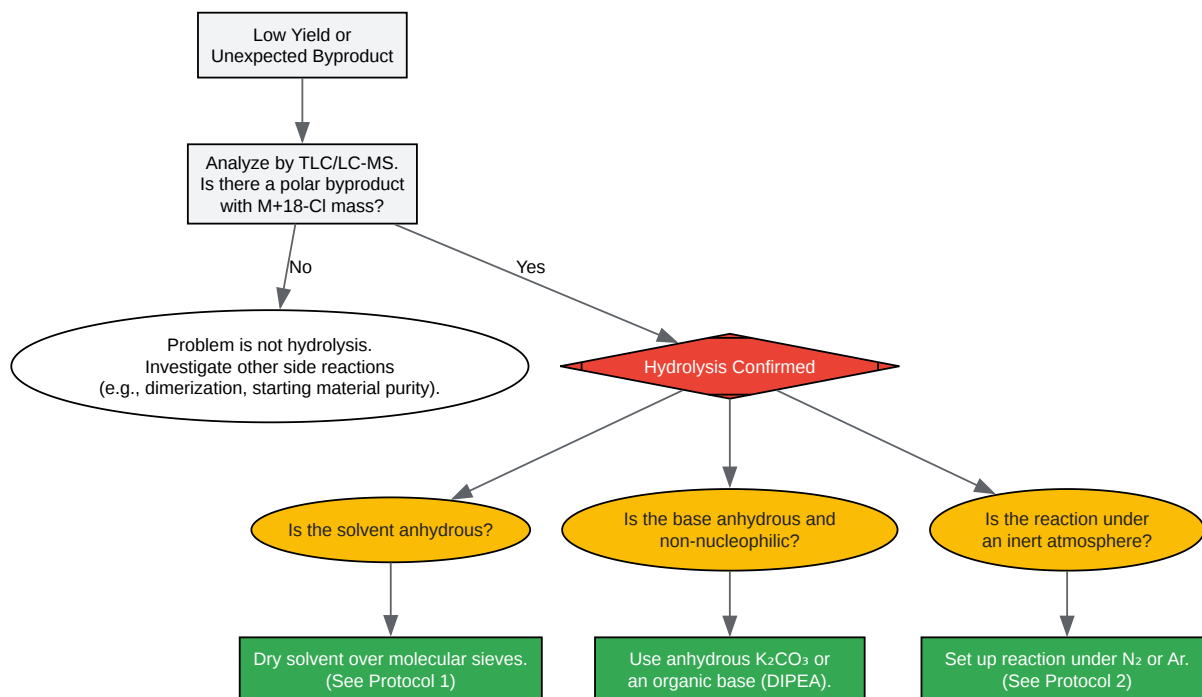 Low Yield or
Unexpected Byproduct
Analyze by TLC/LC-MS.
Is there a polar byproduct
with M+18-Cl mass?
No
Yes
Problem is not hydrolysis.
Investigate other side reactions
(e.g., dimerization, starting material purity).
Hydrolysis Confirmed
Is the solvent anhydrous?
Is the base anhydrous and
non-nucleophilic?
Is the reaction under
an inert atmosphere?
Dry solvent over molecular sieves.
(See Protocol 1)
Use anhydrous K₂CO₃ or
an organic base (DIPEA).
Set up reaction under N₂ or Ar.
(See Protocol 2)